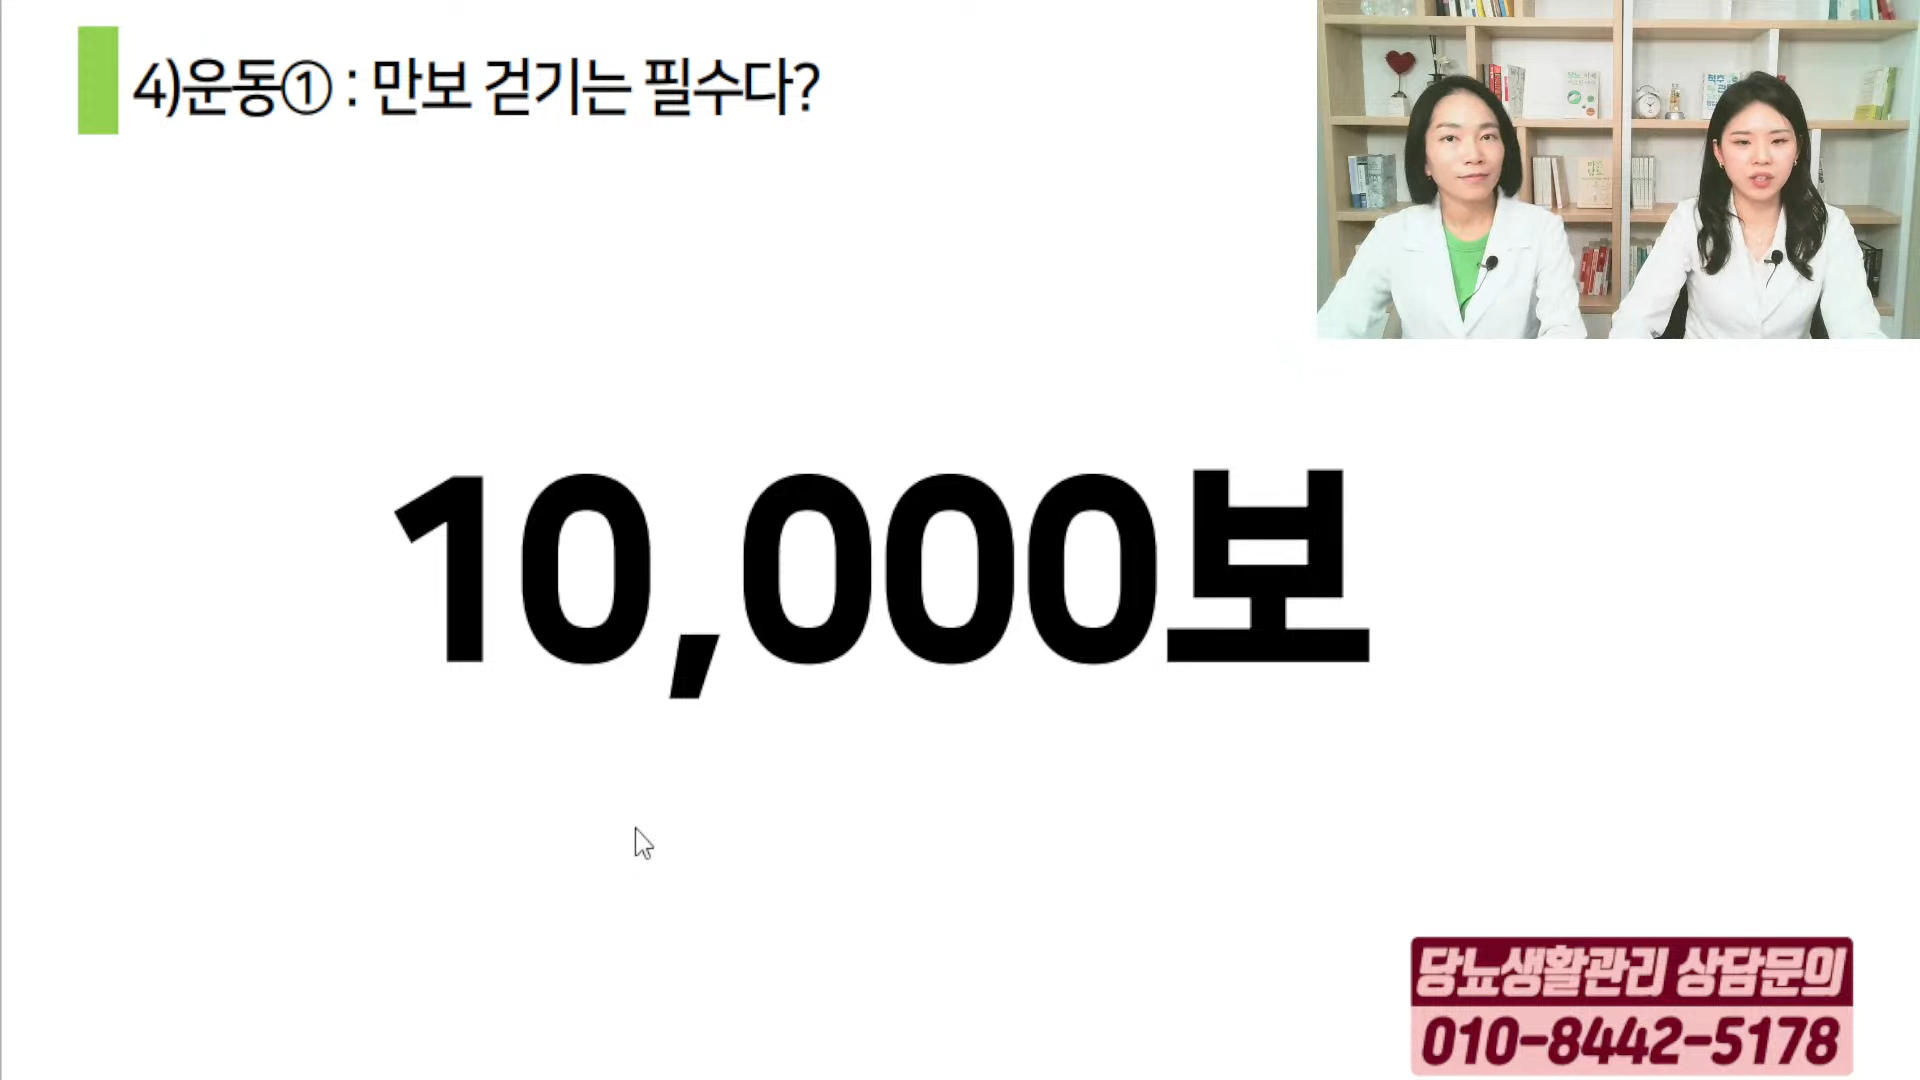 4)운동① : 만보 걷기는 필수다?
10,000보
당뇨생활관리 상담문의
010-8442-5178